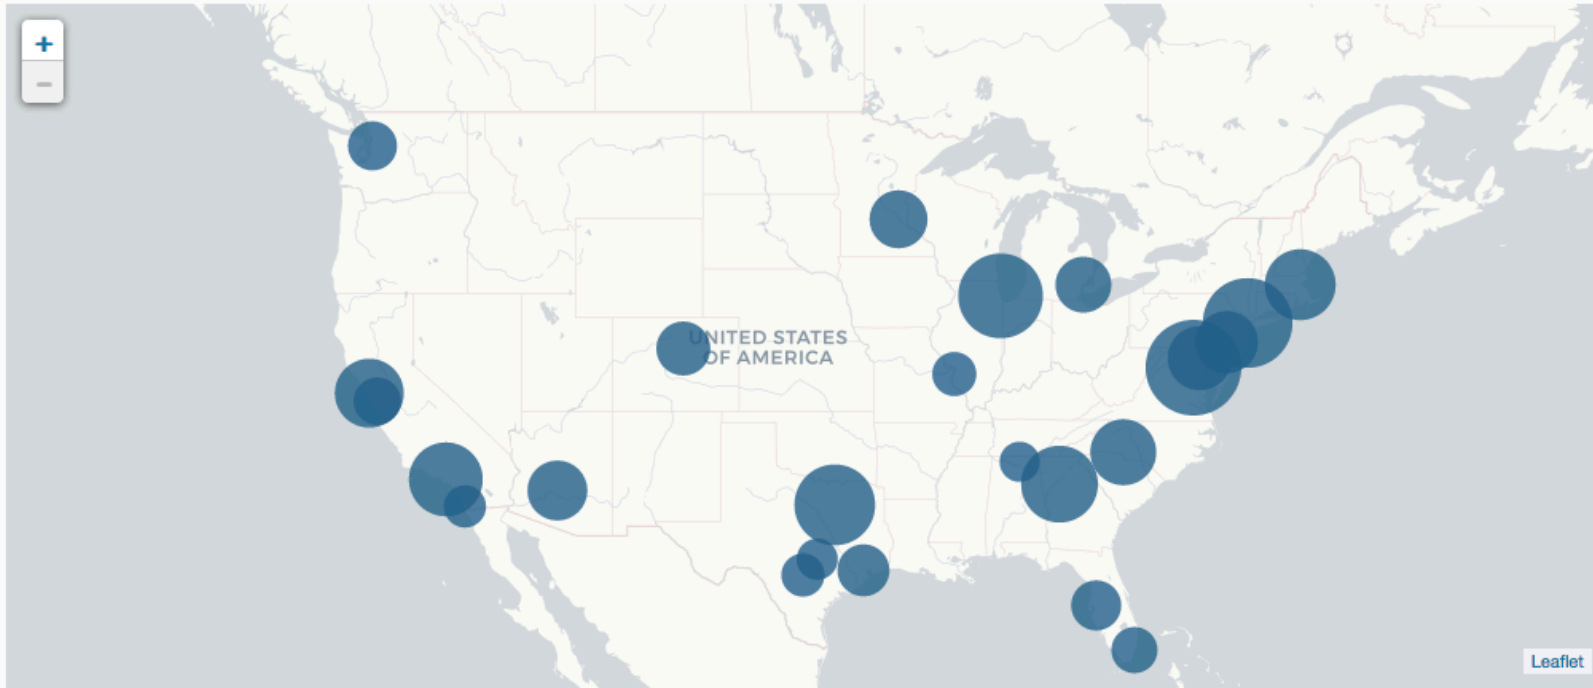 +
−
UNITED STATES
OF AMERICA
Leaflet